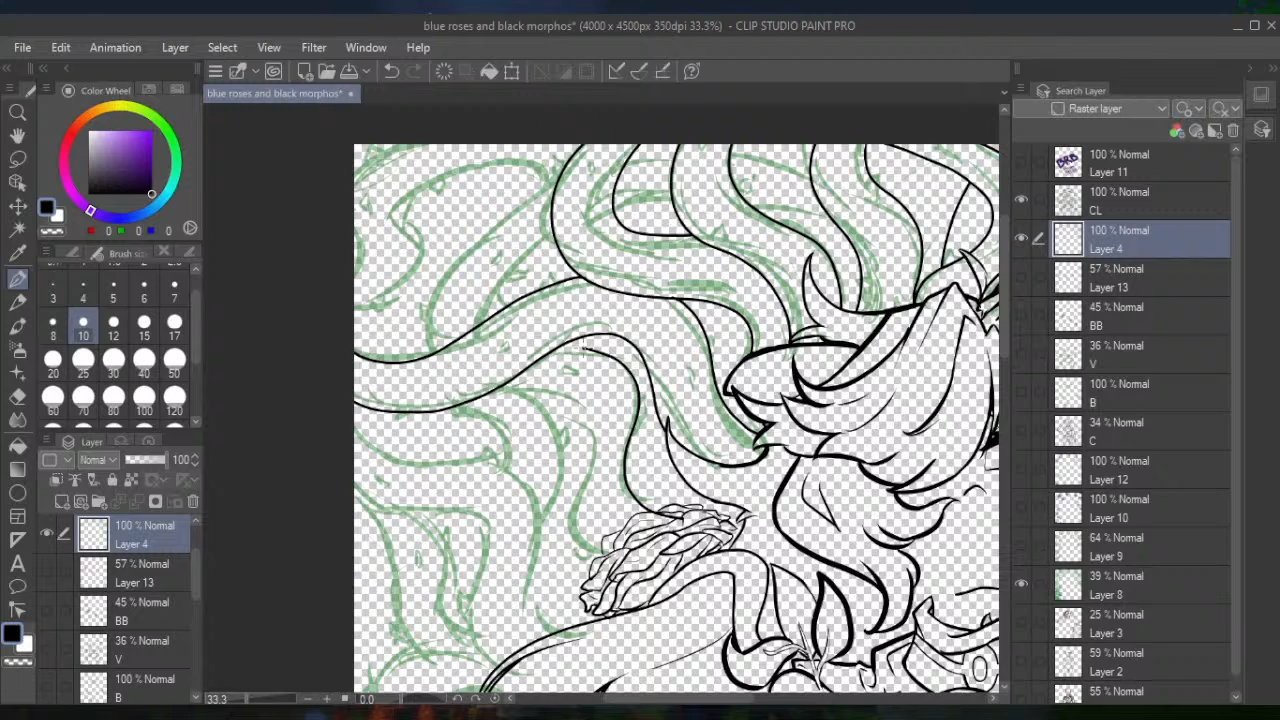 blue roses and black morphos* (4000 x 4500px 350dpi 33.3%) - CLIP STUDIO PAINT PRO
File Edit Animation Layer Select View Filter Window Help
Color Wheel
blue roses and black morphos*
Search Layer
Raster layer
0 0 0
Brush size
3 4 5 6 7
8 10 12 15 17
20 25 30 40 50
60 70 80 100 120
Layer
Normal 100
100 % Normal
Layer 4
57 % Normal
Layer 13
45 % Normal
BB
36 % Normal
V
100 % Normal
B
33.3
0.0
BRB
100 % Normal
Layer 11
100 % Normal
CL
100 % Normal
Layer 4
57 % Normal
Layer 13
45 % Normal
BB
36 % Normal
V
100 % Normal
B
34 % Normal
C
100 % Normal
Layer 12
100 % Normal
Layer 10
64 % Normal
Layer 9
39 % Normal
Layer 8
25 % Normal
Layer 3
59 % Normal
Layer 2
55 % Normal